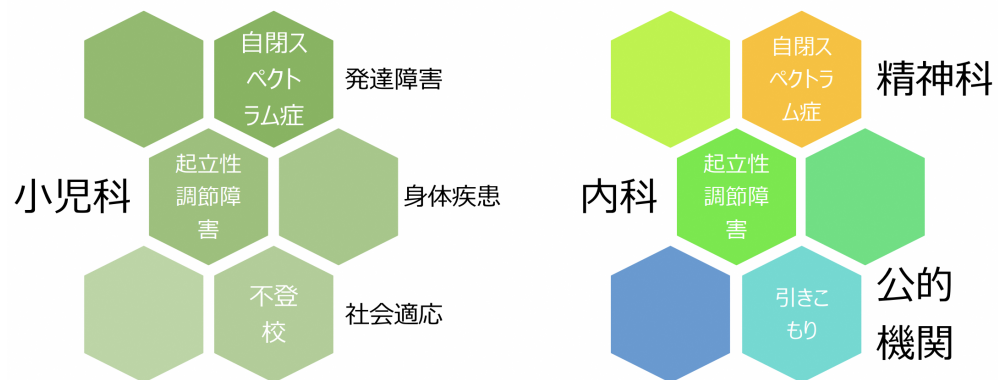 自閉ス
ペクト
ラム症
発達障害
小児科
起立性
調節障
害
身体疾患
不登
校
社会適応
自閉ス
ペクトラ
ム症
精神科
内科
起立性
調節障
害
引きこ
もり
公的
機関